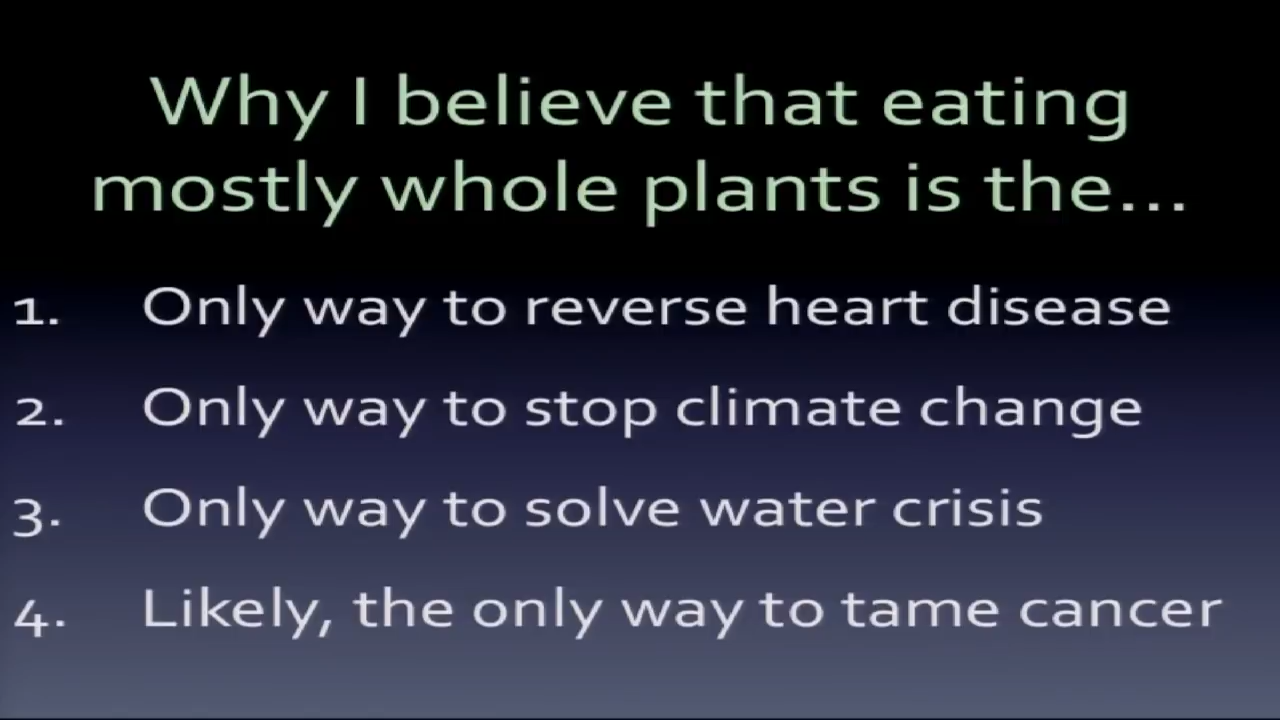 Why I believe that eating
mostly whole plants is the...
1. Only way to reverse heart disease
2. Only way to stop climate change
3. Only way to solve water crisis
4. Likely, the only way to tame cancer